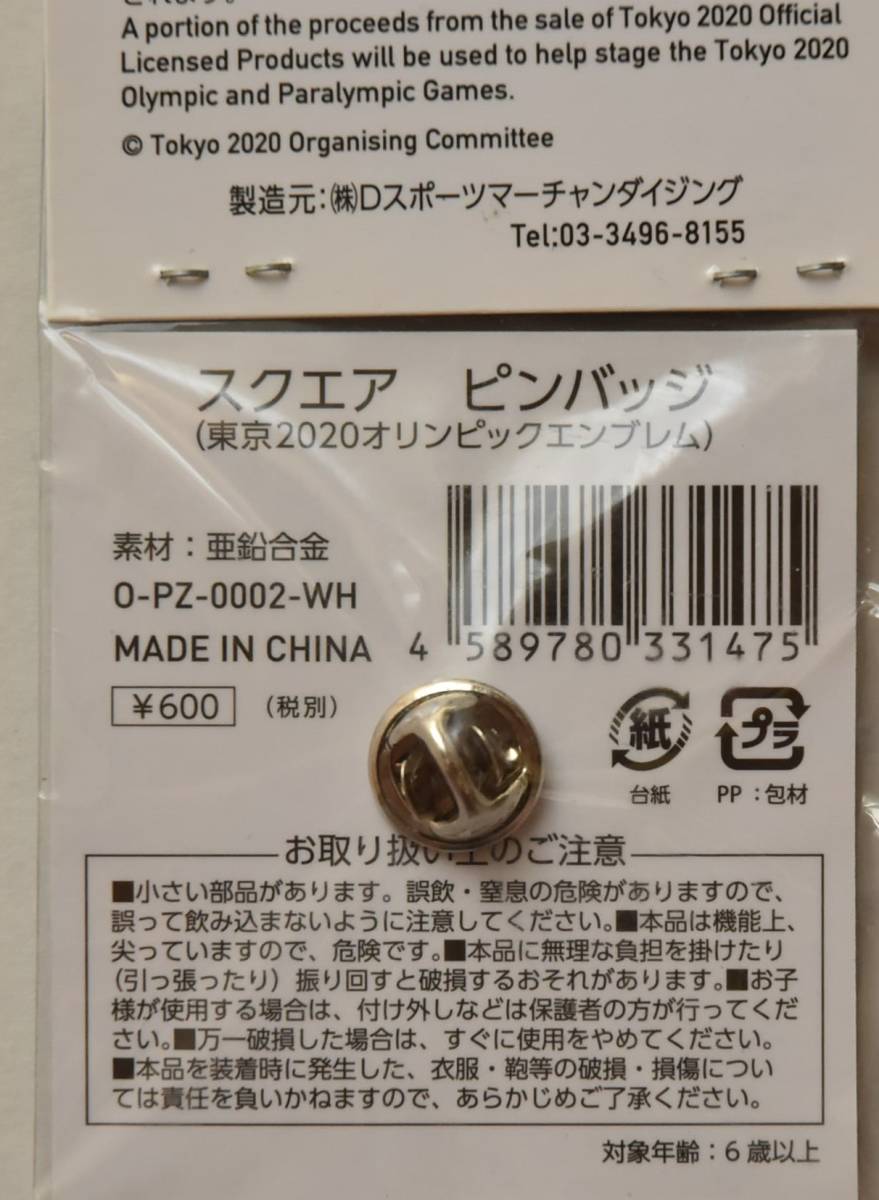 A portion of the proceeds from the sale of Tokyo 2020 Official
Licensed Products will be used to help stage the Tokyo 2020
Olympic and Paralympic Games.
© Tokyo 2020 Organising Committee
製造元:㈱Dスポーツマーチャンダイジング
Tel:03-3496-8155
スクエア ピンバッジ
(東京2020オリンピックエンブレム)
素材:亜鉛合金
O-PZ-0002-WH
MADE IN CHINA
4 589780 331475
¥600 (税別)
紙 プラ
台紙 PP:包材
お取り扱い上のご注意
■小さい部品があります。誤飲・窒息の危険がありますので、
誤って飲み込まないように注意してください。■本品は機能上、
尖っていますので、危険です。■本品に無理な負担を掛けたり
(引っ張ったり)振り回すと破損するおそれがあります。■お子
様が使用する場合は、付け外しなどは保護者の方が行ってくだ
さい。■万一破損した場合は、すぐに使用をやめてください。
■本品を装着時に発生した、衣服・鞄等の破損・損傷につい
ては責任を負いかねますので、あらかじめご了承ください。
対象年齢:6歳以上